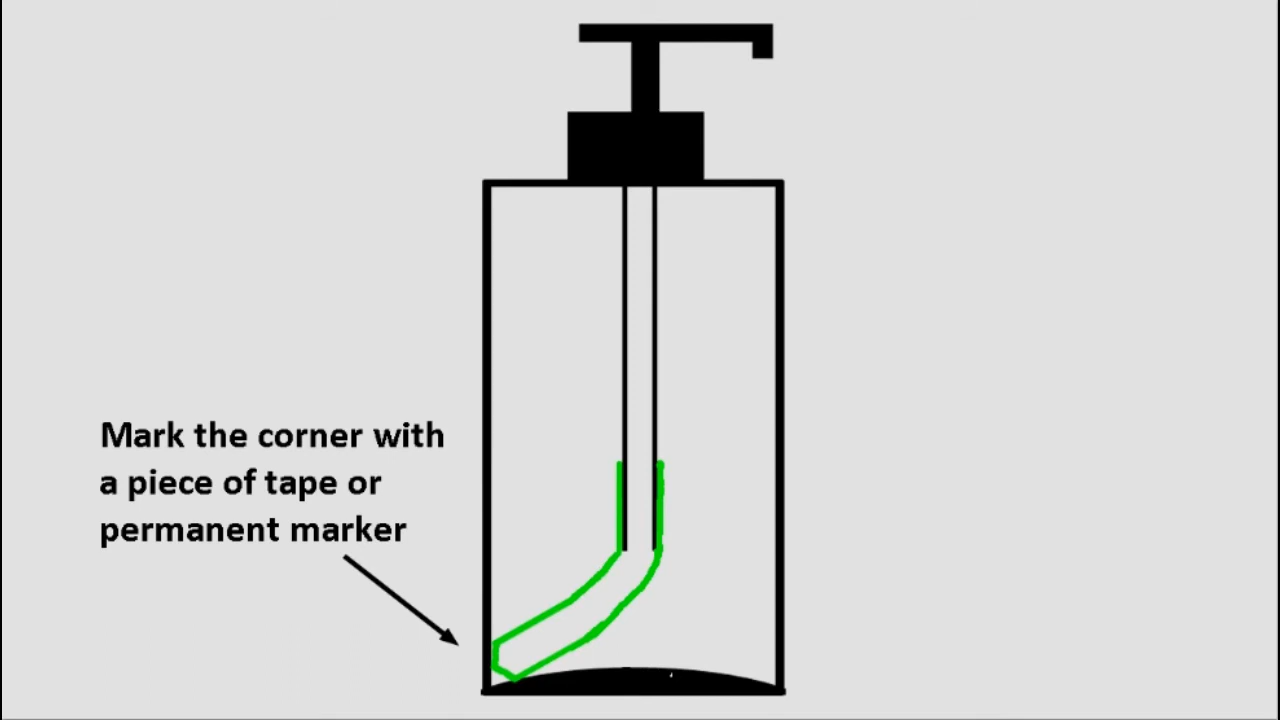 Mark the corner with
a piece of tape or
permanent marker